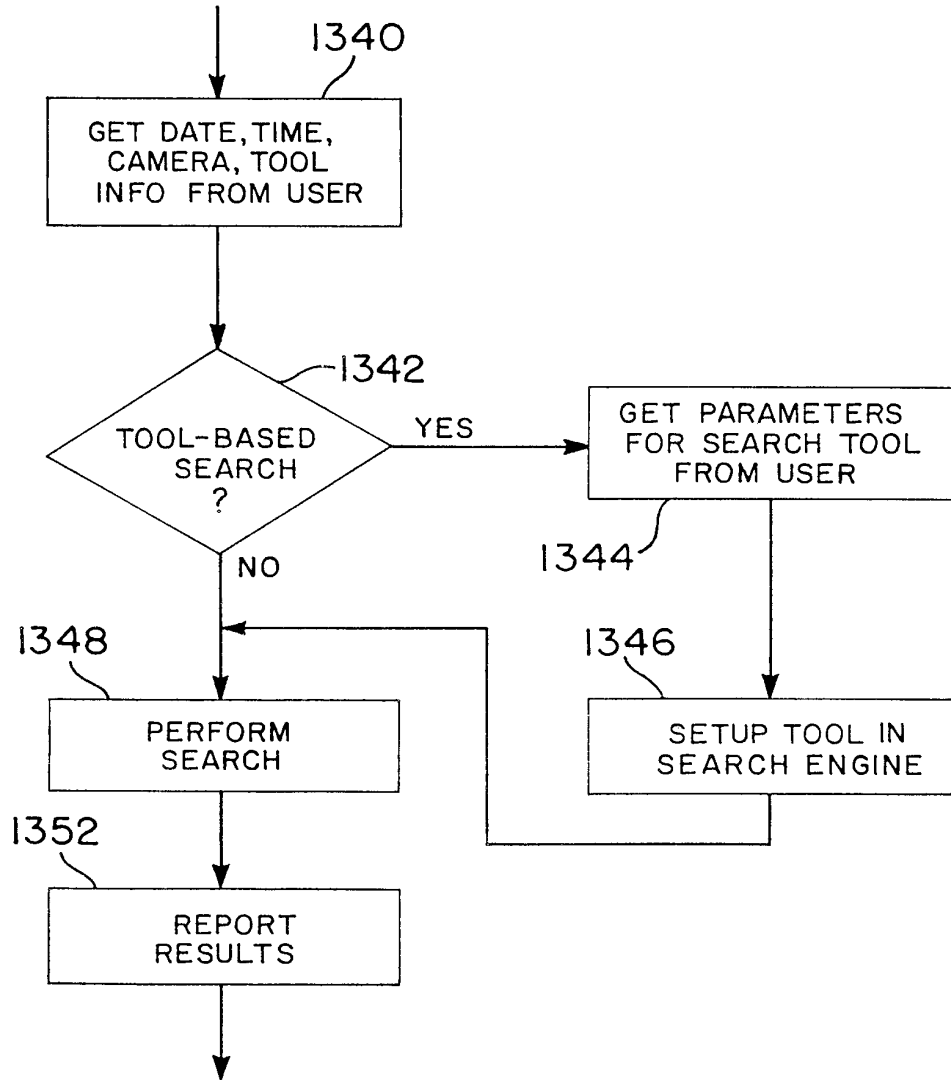 1340
GET DATE, TIME,
CAMERA, TOOL
INFO FROM USER
1342
TOOL-BASED
SEARCH
?
YES
NO
GET PARAMETERS
FOR SEARCH TOOL
FROM USER
1344
1346
SETUP TOOL IN
SEARCH ENGINE
1348
PERFORM
SEARCH
1352
REPORT
RESULTS